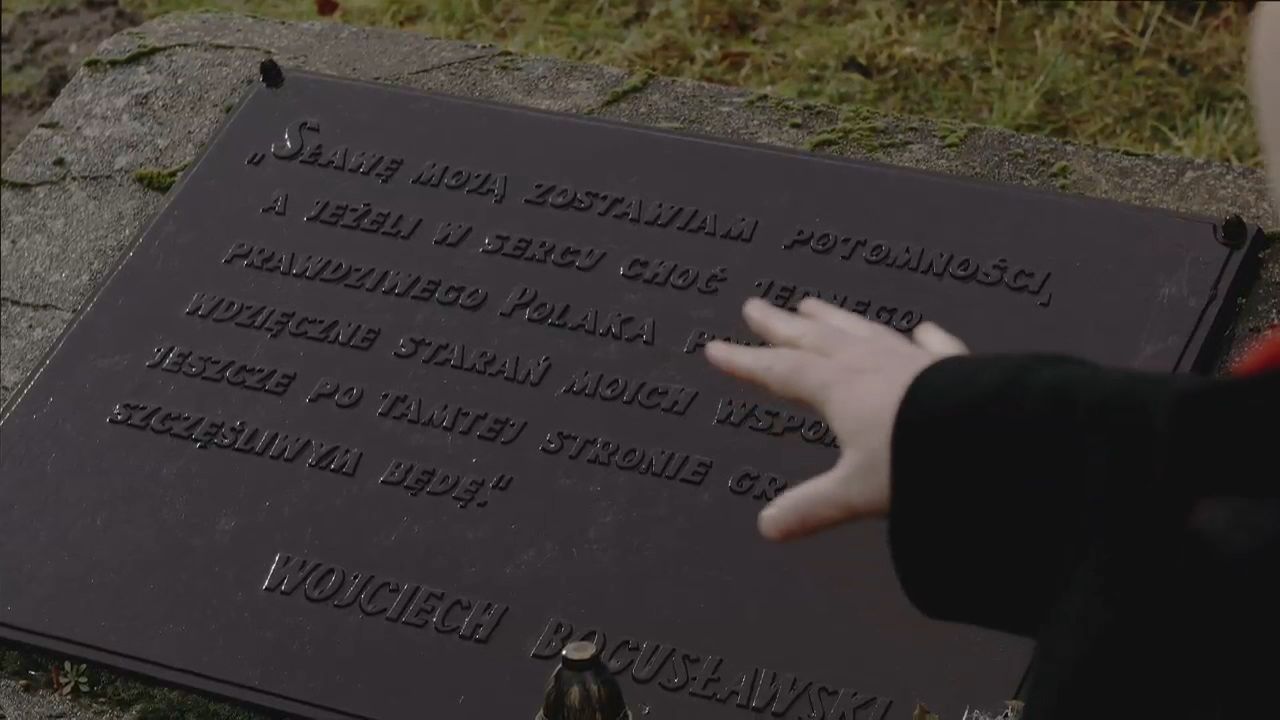 „Sławę moją zostawiam potomności,
a jeżeli w sercu choć jednego
prawdziwego Polaka
wdzięczne starań moich
jeszcze po tamtej stronie
szczęśliwym będę.“
WOJCIECH BOGUSŁAWSKI